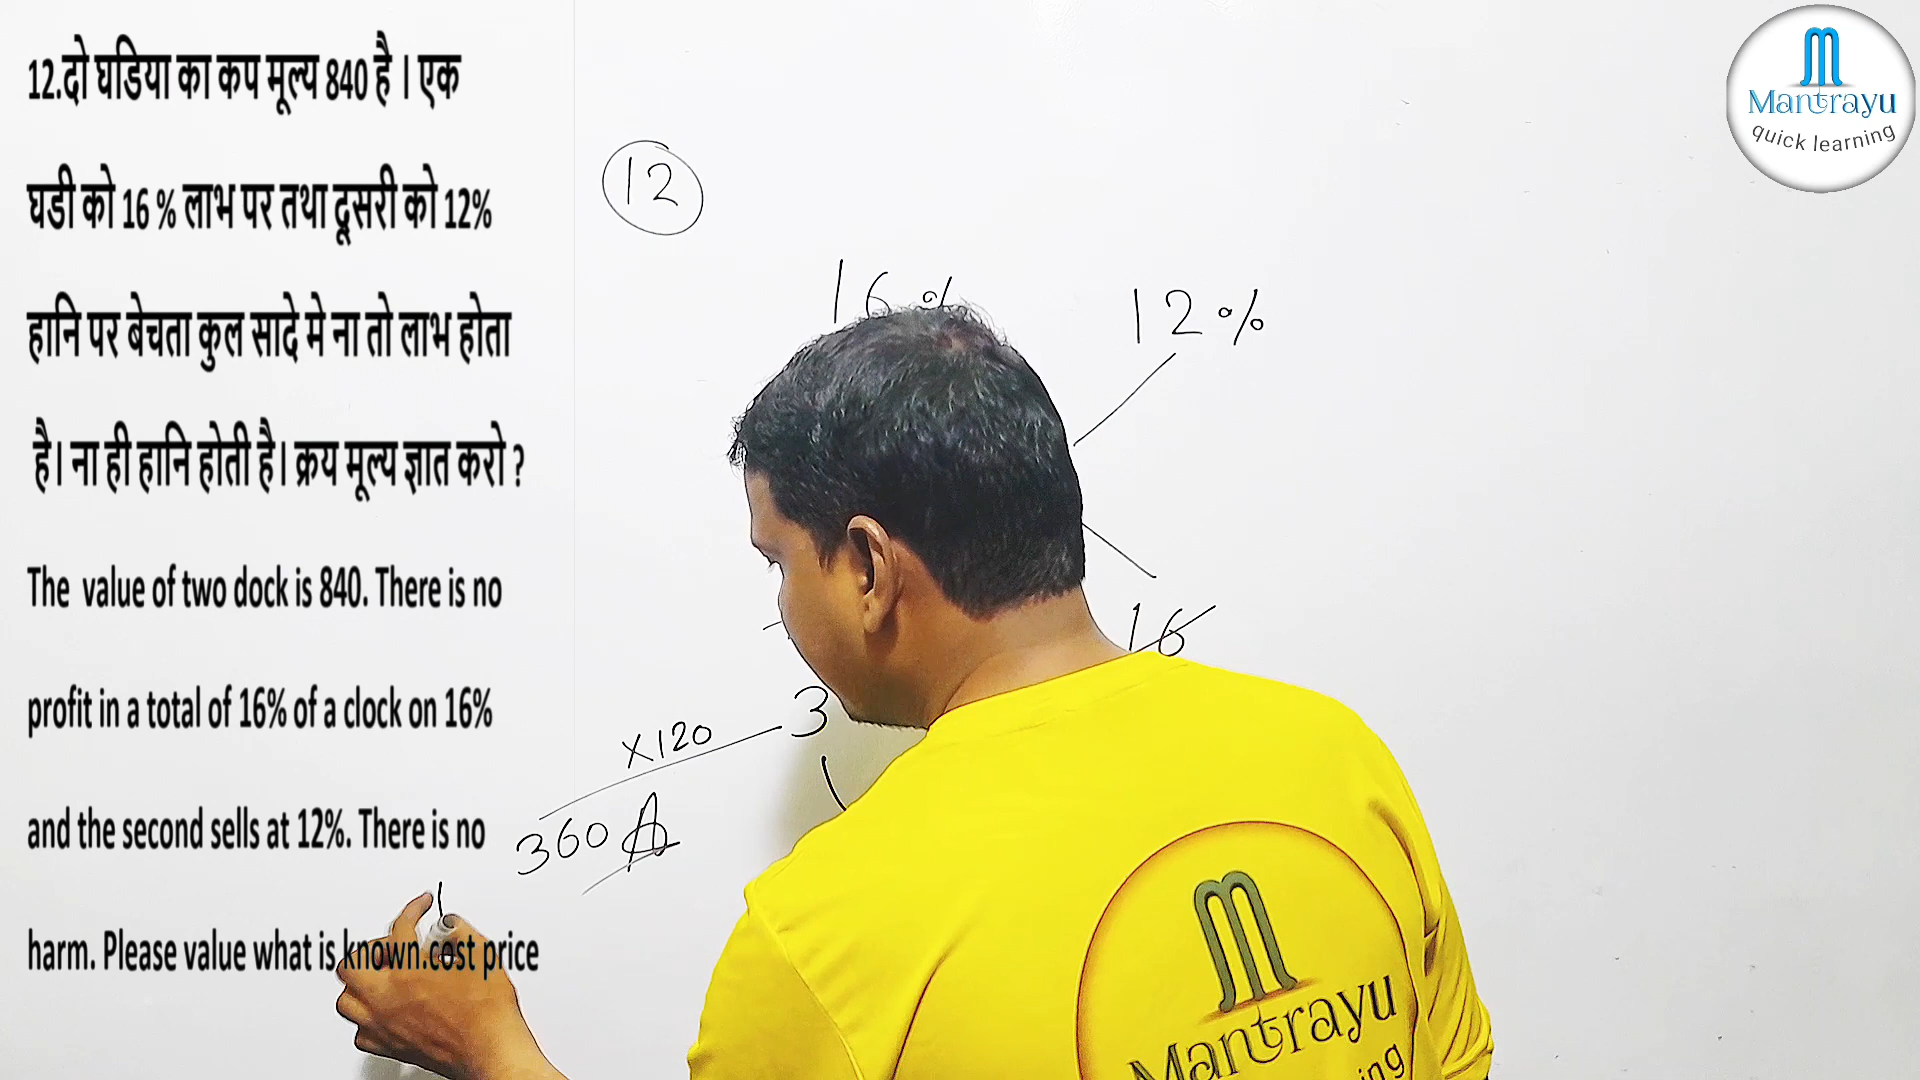 12.दो घडिया का कप मूल्य 840 है । एक
घडी को 16 % लाभ पर तथा दूसरी को 12%
हानि पर बेचता कुल सादे मे ना तो लाभ होता
है। ना ही हानि होती है। क्रय मूल्य ज्ञात करो ?
The value of two dock is 840. There is no
profit in a total of 16% of a clock on 16%
and the second sells at 12%. There is no
harm. Please value what is known.cost price
12
16 %
12 %
16
3
X120
360 A
Mantrayu
quick learning
Mantrayu